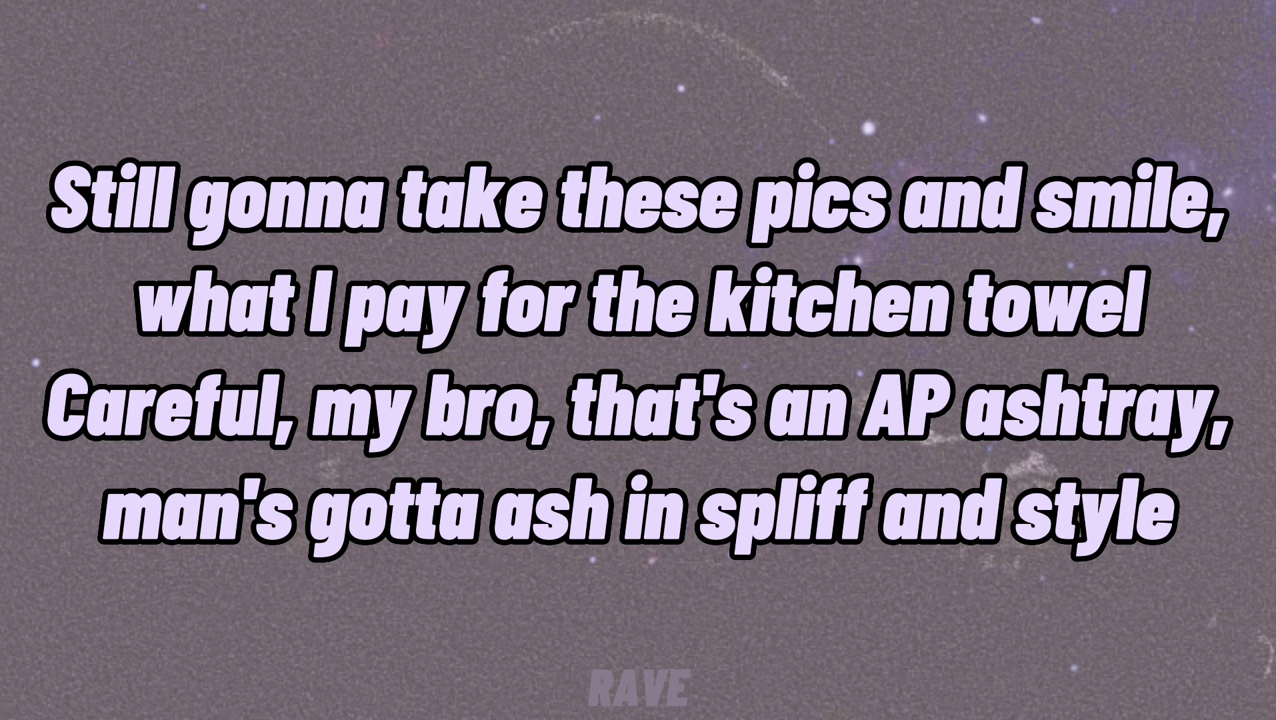 Still gonna take these pics and smile,
what I pay for the kitchen towel
Careful, my bro, that's an AP ashtray,
man's gotta ash in spliff and style
RAVE